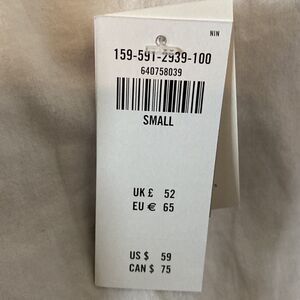 NIN
159-591-2939-100
640758039
SMALL
UK £ 52
EU € 65
US $ 59
CAN $ 75